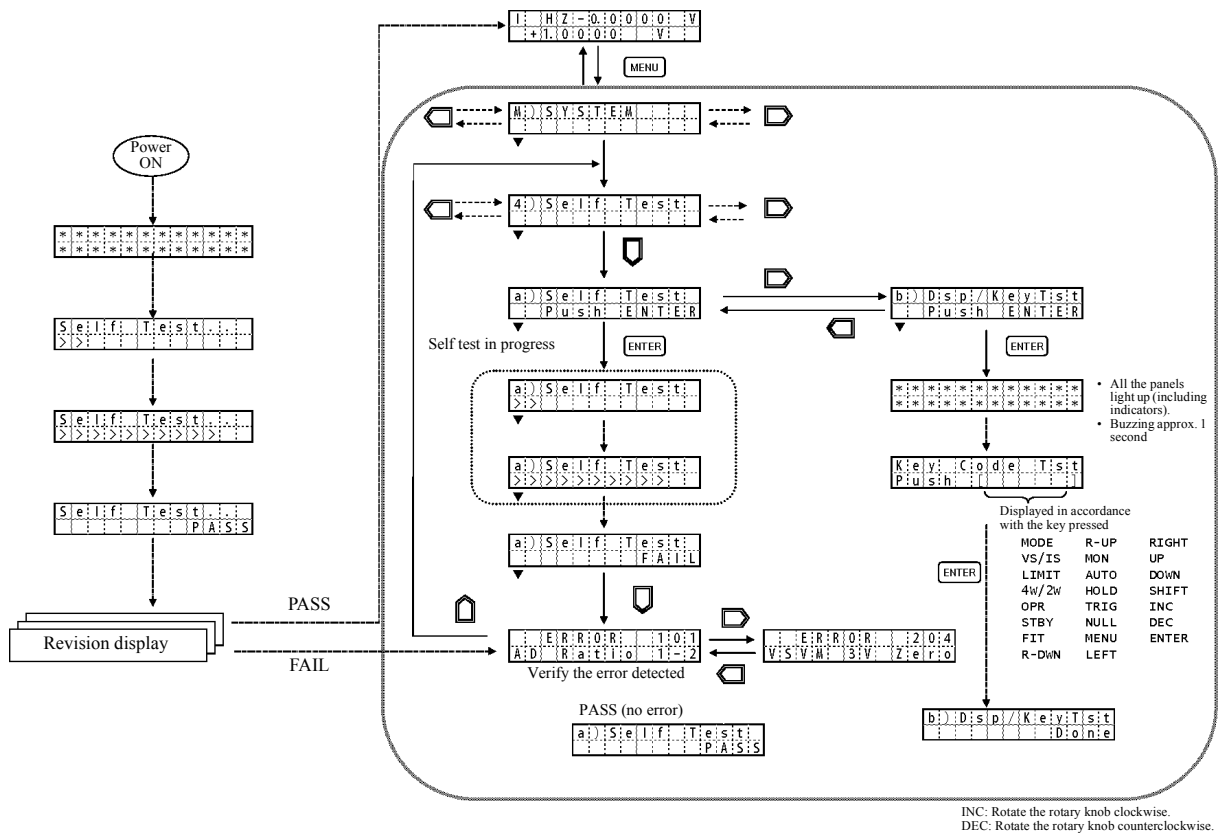 I HZ-0.0000 V
+1.0000 V
MENU
M) SYSTEM
Power
ON
4) Self Test
************
************
a) Self Test
Push ENTER
b) Dsp/KeyTst
Push ENTER
Self Test..
>>
Self test in progress
ENTER
ENTER
a) Self Test
>>
************
************
• All the panels
light up (including
indicators).
• Buzzing approx. 1
second
Self Test..
>>>>>>>>>
a) Self Test
>>>>>>>>>
Key Code Tst
Push [ ]
Displayed in accordance
with the key pressed
Self Test..
PASS
a) Self Test
FAIL
MODE R-UP RIGHT
VS/IS MON UP
LIMIT AUTO DOWN
4W/2W HOLD SHIFT
OPR TRIG INC
STBY NULL DEC
FIT MENU ENTER
R-DWN LEFT
ENTER
PASS
Revision display
FAIL
ERROR 101
AD Ratio 1-2
ERROR 204
VSVM 3V Zero
Verify the error detected
PASS (no error)
a) Self Test
PASS
b) Dsp/KeyTst
Done
INC: Rotate the rotary knob clockwise.
DEC: Rotate the rotary knob counterclockwise.